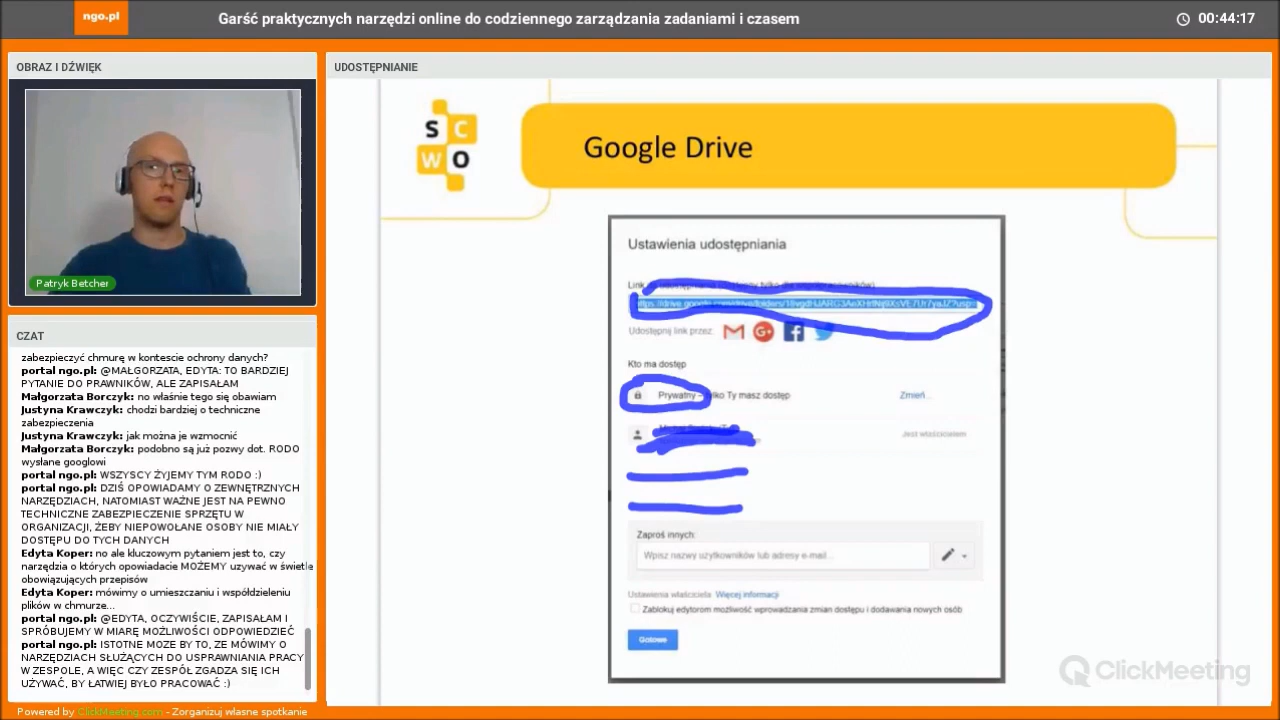 ngo.pl
Garść praktycznych narzędzi online do codziennego zarządzania zadaniami i czasem
00:44:17
OBRAZ I DŹWIĘK
Patryk Betcher
CZAT
zabezpieczyć chmurę w kontescie ochrony danych?
portal ngo.pl: @MAŁGORZATA, EDYTA: TO BARDZIEJ
PYTANIE DO PRAWNIKÓW, ALE ZAPISAŁAM
Małgorzata Borczyk: no właśnie tego się obawiam
Justyna Krawczyk: chodzi bardziej o techniczne
zabezpieczenia
Justyna Krawczyk: jak można je wzmocnić
Małgorzata Borczyk: podobno są już pozwy dot. RODO
wysłane googlowi
portal ngo.pl: WSZYSCY ŻYJEMY TYM RODO :)
portal ngo.pl: DZIŚ OPOWIADAMY O ZEWNĘTRZNYCH
NARZĘDZIACH, NATOMIAST WAŻNE JEST NA PEWNO
TECHNICZNE ZABEZPIECZENIE SPRZĘTU W
ORGANIZACJI, ŻEBY NIEPOWOŁANE OSOBY NIE MIAŁY
DOSTĘPU DO TYCH DANYCH
Edyta Koper: no ale kluczowym pytaniem jest to, czy
narzędzia o których opowiadacie MOŻEMY uzywać w świetle
obowiązujących przepisów
Edyta Koper: mówimy o umieszczaniu i współdzieleniu
plików w chmurze...
portal ngo.pl: @EDYTA, OCZYWIŚCIE, ZAPISAŁAM I
SPRÓBUJEMY W MIARĘ MOŻLIWOŚCI ODPOWIEDZIEĆ
portal ngo.pl: ISTOTNE MOZE BY TO, ZE MÓWIMY O
NARZĘDZIACH SŁUŻĄCYCH DO USPRAWNIANIA PRACY
W ZESPOLE, A WIĘC CZY ZESPÓŁ ZGADZA SIĘ ICH
UŻYWAĆ, BY ŁATWIEJ BYŁO PRACOWAĆ :)
Powered by ClickMeeting.com - Zorganizuj własne spotkanie
UDOSTĘPNIANIE
S C
W O
Google Drive
Ustawienia udostępniania
Link do udostępniania
Udostępnij link przez:
Kto ma dostęp
Prywatny – tylko Ty masz dostęp
Zmień...
Jest właścicielem
Zaproś innych:
Wpisz nazwy użytkowników lub adresy e-mail...
Ustawienia właściciela Więcej informacji
Zablokuj edytorom możliwość wprowadzania zmian dostępu i dodawania nowych osób
Gotowe
ClickMeeting